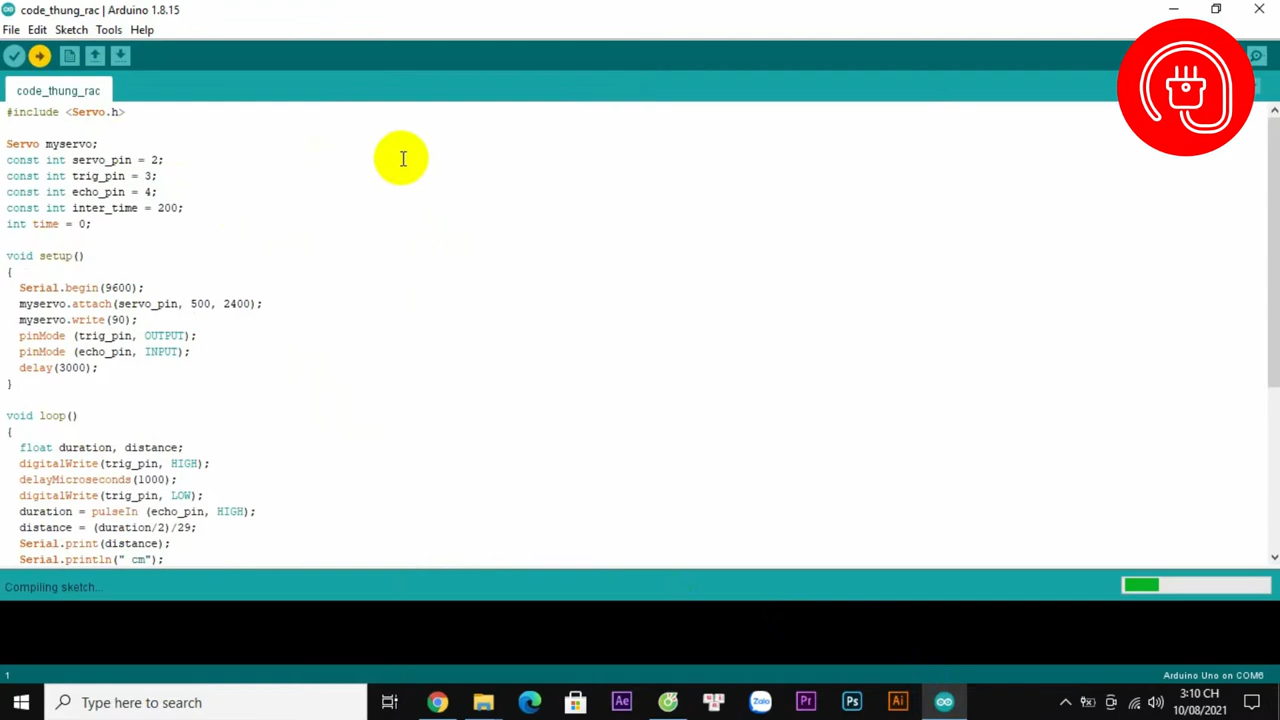 code_thung_rac | Arduino 1.8.15
File Edit Sketch Tools Help
code_thung_rac
#include <Servo.h>
Servo myservo;
const int servo_pin = 2;
const int trig_pin = 3;
const int echo_pin = 4;
const int inter_time = 200;
int time = 0;
void setup()
{
Serial.begin(9600);
myservo.attach(servo_pin, 500, 2400);
myservo.write(90);
pinMode (trig_pin, OUTPUT);
pinMode (echo_pin, INPUT);
delay(3000);
}
void loop()
{
float duration, distance;
digitalWrite(trig_pin, HIGH);
delayMicroseconds(1000);
digitalWrite(trig_pin, LOW);
duration = pulseIn (echo_pin, HIGH);
distance = (duration/2)/29;
Serial.print(distance);
Serial.println(" cm");
Compiling sketch...
1
Arduino Uno on COM6
Type here to search
Ae
Zalo
Pr
Ps
Ai
3:10 CH
10/08/2021